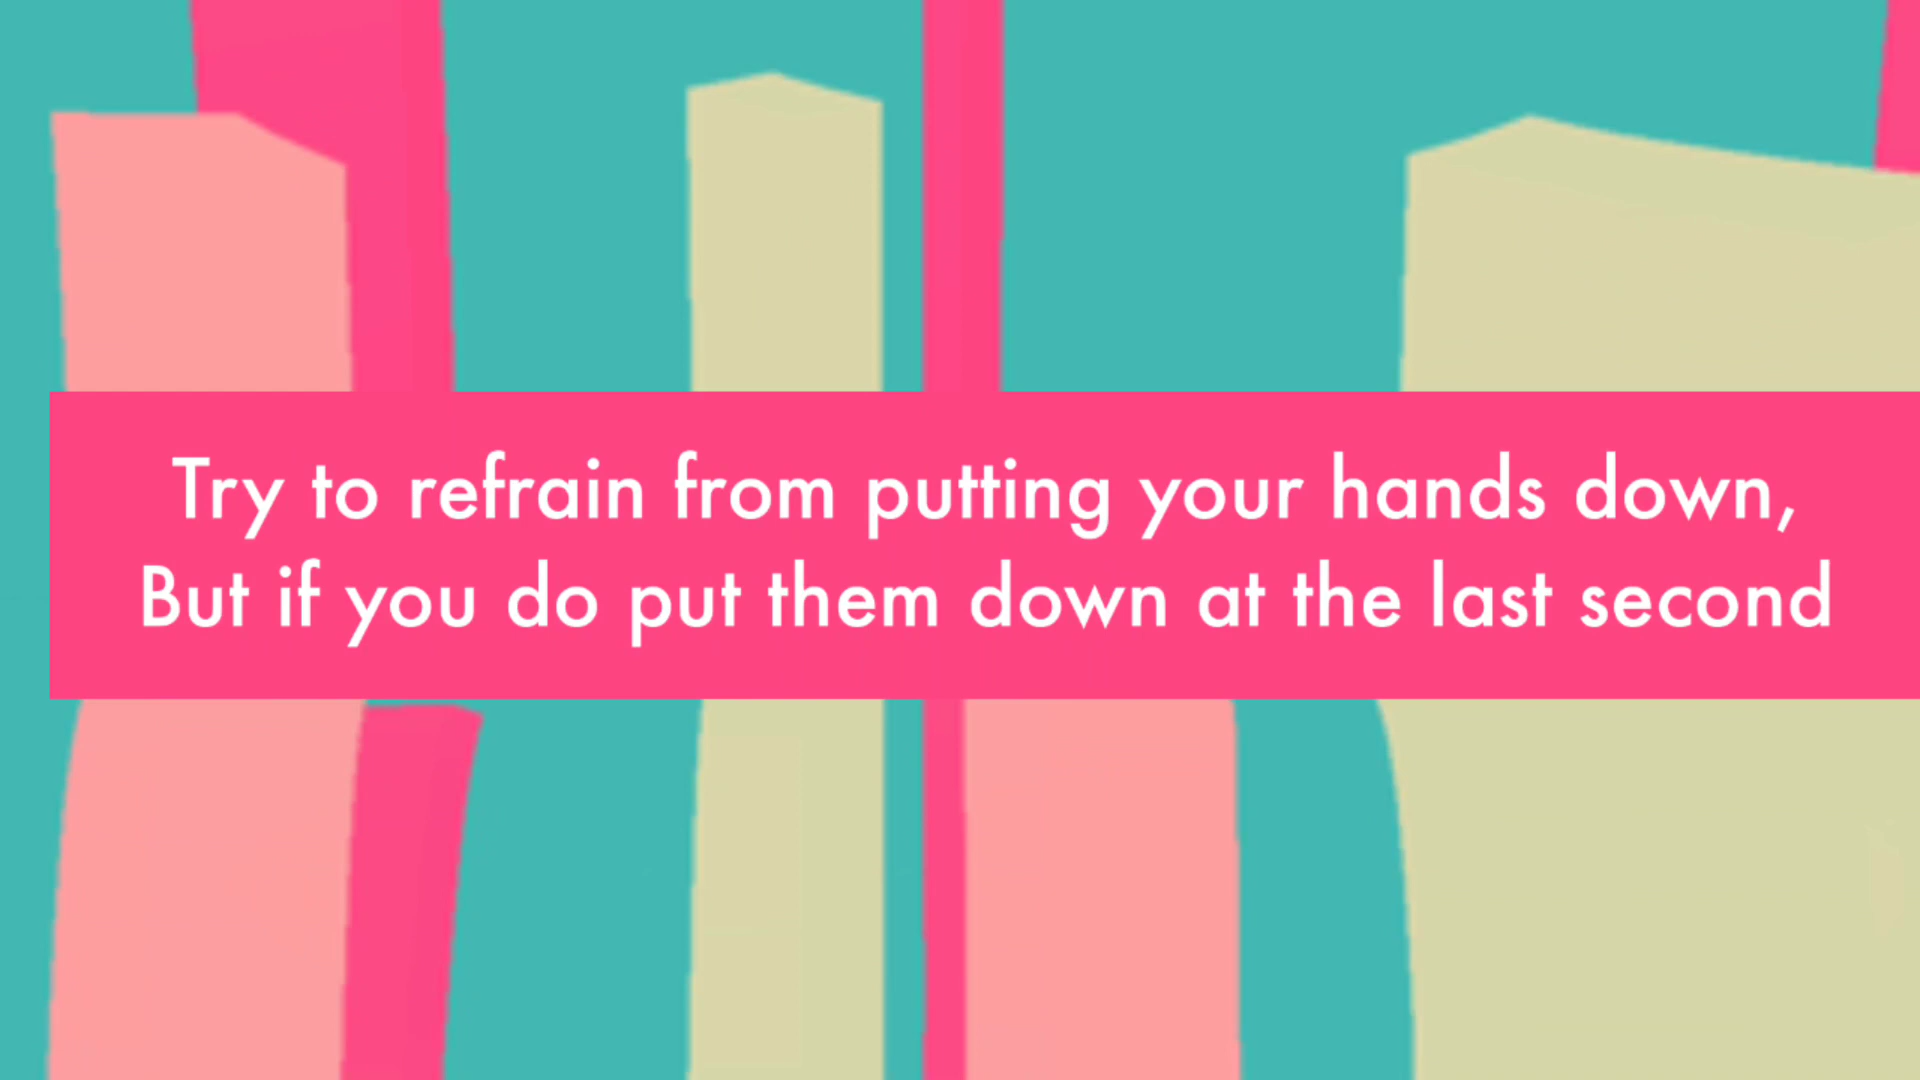 Try to refrain from putting your hands down,
But if you do put them down at the last second